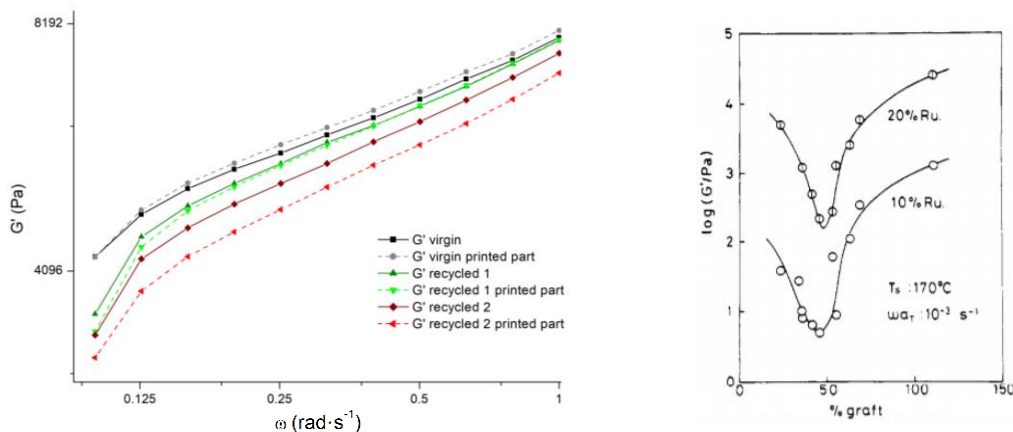 8192
4096
G' (Pa)
G' virgin
G' virgin printed part
G' recycled 1
G' recycled 1 printed part
G' recycled 2
G' recycled 2 printed part
0.125
0.25
0.5
1
ω (rad·s⁻¹)
5
4
3
2
1
0
log (G'/Pa)
20% Ru.
10% Ru.
Ts :170°C
ωaT :10⁻³ s⁻¹
0
50
100
150
% graft